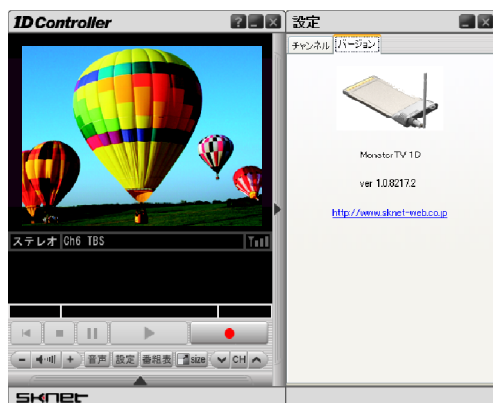 1D Controller
設定
チャンネル バージョン
MonsterTV 1D
ver 1.0.8217.2
http://www.sknet-web.co.jp
ステレオ Ch6 TBS
音声 設定 番組表 size CH
SKNET